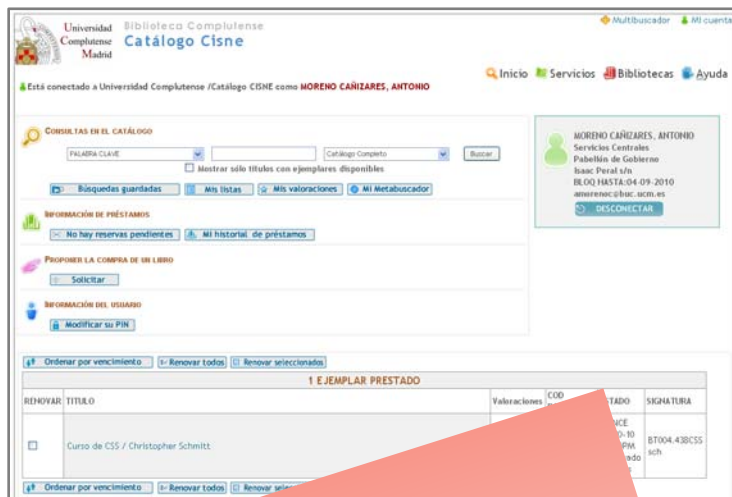 Universidad
Complutense
Madrid
Biblioteca Complutense
Catálogo Cisne
Multibuscador Mi cuenta
Inicio Servicios Bibliotecas Ayuda
Está conectado a Universidad Complutense /Catálogo CISNE como MORENO CAÑIZARES, ANTONIO
CONSULTAS EN EL CATÁLOGO
PALABRA CLAVE Catálogo Completo Buscar
Mostrar sólo títulos con ejemplares disponibles
Búsquedas guardadas Mis listas Mis valoraciones Mi Metabuscador
INFORMACIÓN DE PRÉSTAMOS
No hay reservas pendientes Mi historial de préstamos
PROPONER LA COMPRA DE UN LIBRO
Solicitar
INFORMACIÓN DEL USUARIO
Modificar su PIN
MORENO CAÑIZARES, ANTONIO
Servicios Centrales
Pabellón de Gobierno
Isaac Peral s/n
BLOQ HASTA:04-09-2010
amorenoc@buc.ucm.es
DESCONECTAR
Ordenar por vencimiento Renovar todos Renovar seleccionados
1 EJEMPLAR PRESTADO
RENOVAR TITULO Valoraciones COD SIGNATURA
Curso de CSS / Christopher Schmitt BT004.438CSS
sch
Ordenar por vencimiento Renovar todos Renovar